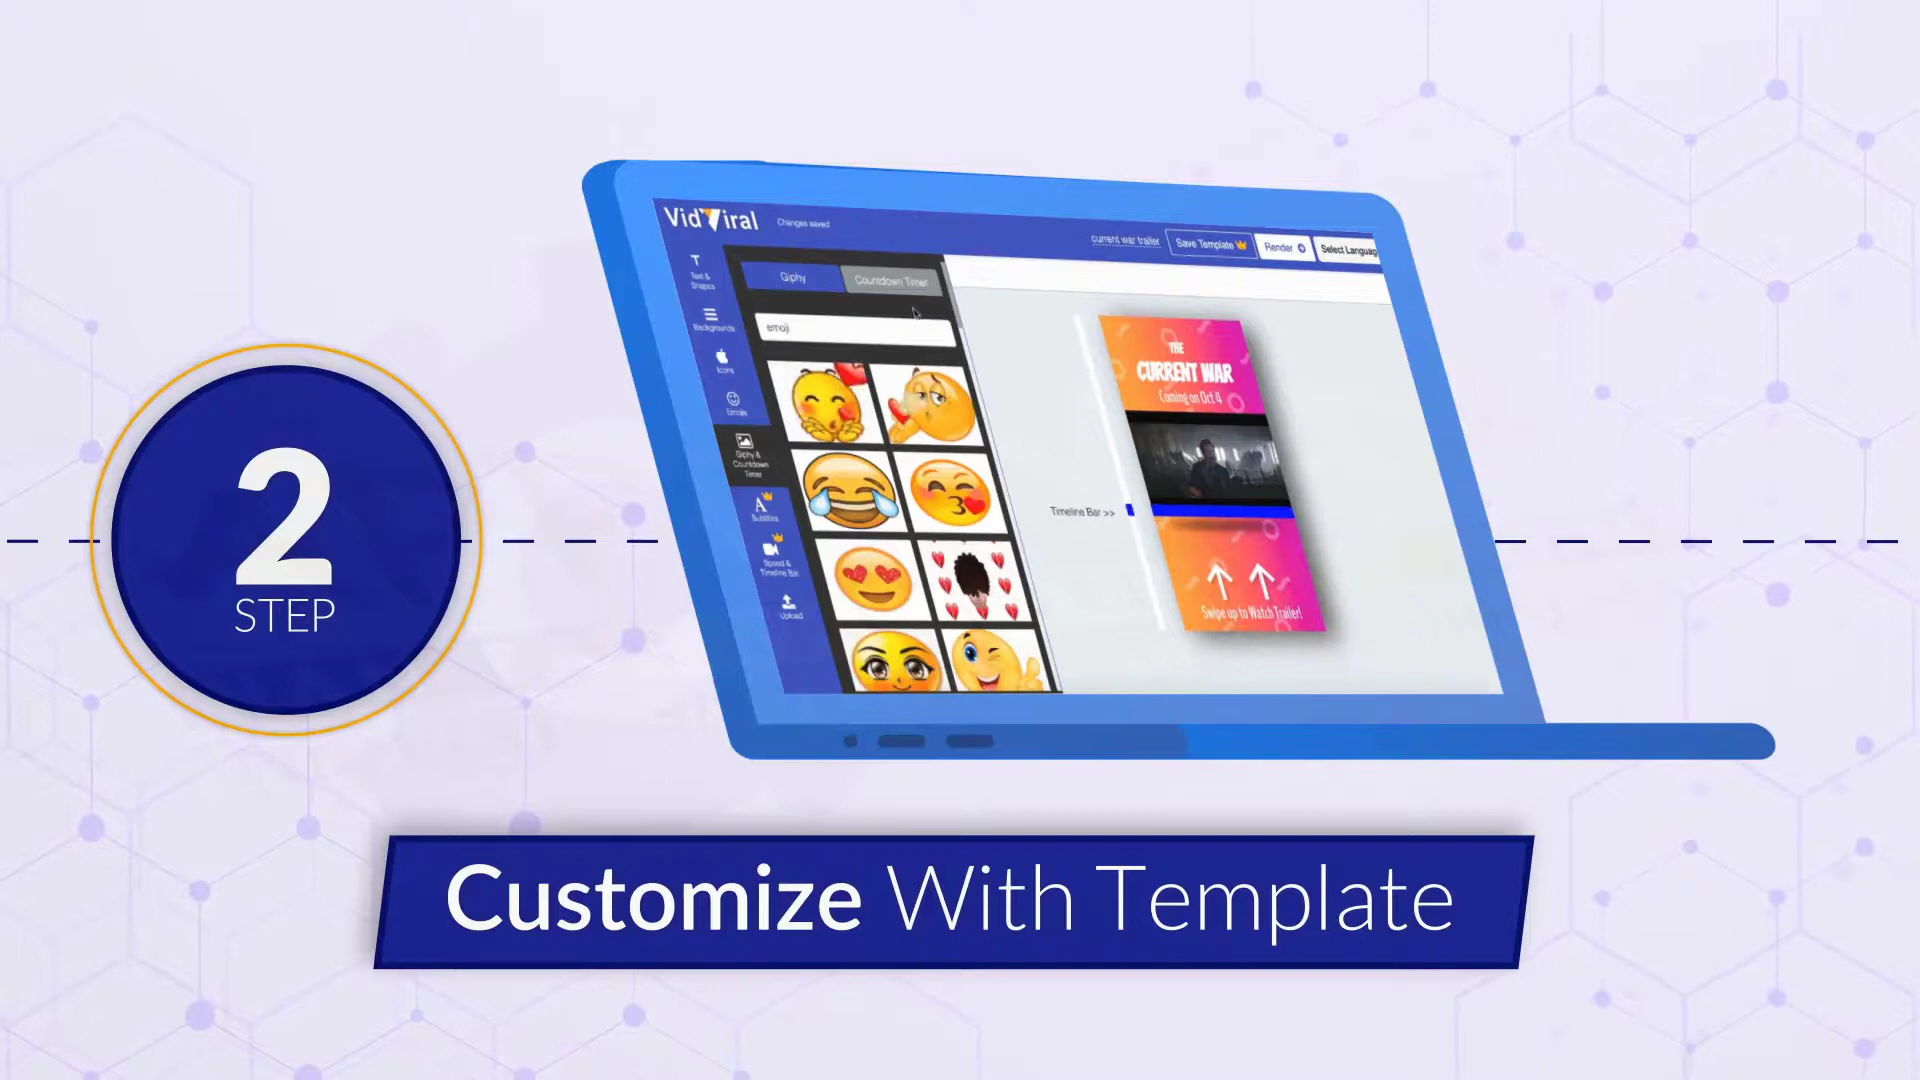 VidViral
Changes saved
current war trailer
Save Template
Render
Select Languag
Text &
Shapes
Backgrounds
Icons
Emojis
Giphy &
Countdown
Timer
Subtitles
Speed &
Timeline Bar
Upload
Giphy
Countdown Timer
emoji
THE
CURRENT WAR
Coming on Oct 4
Timeline Bar >>
Swipe up to Watch Trailer!
2
STEP
Customize With Template